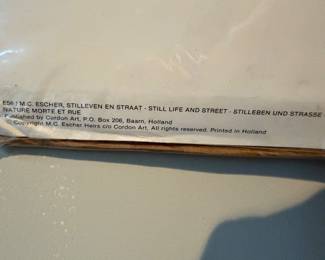 E56 / M.C. ESCHER, STILLEVEN EN STRAAT - STILL LIFE AND STREET - STILLEBEN UND STRASSE
NATURE MORTE ET RUE
Published by Cordon Art, P.O. Box 206, Baarn, Holland
© Copyright M.C. Escher Heirs c/o Cordon Art. All rights reserved. Printed in Holland